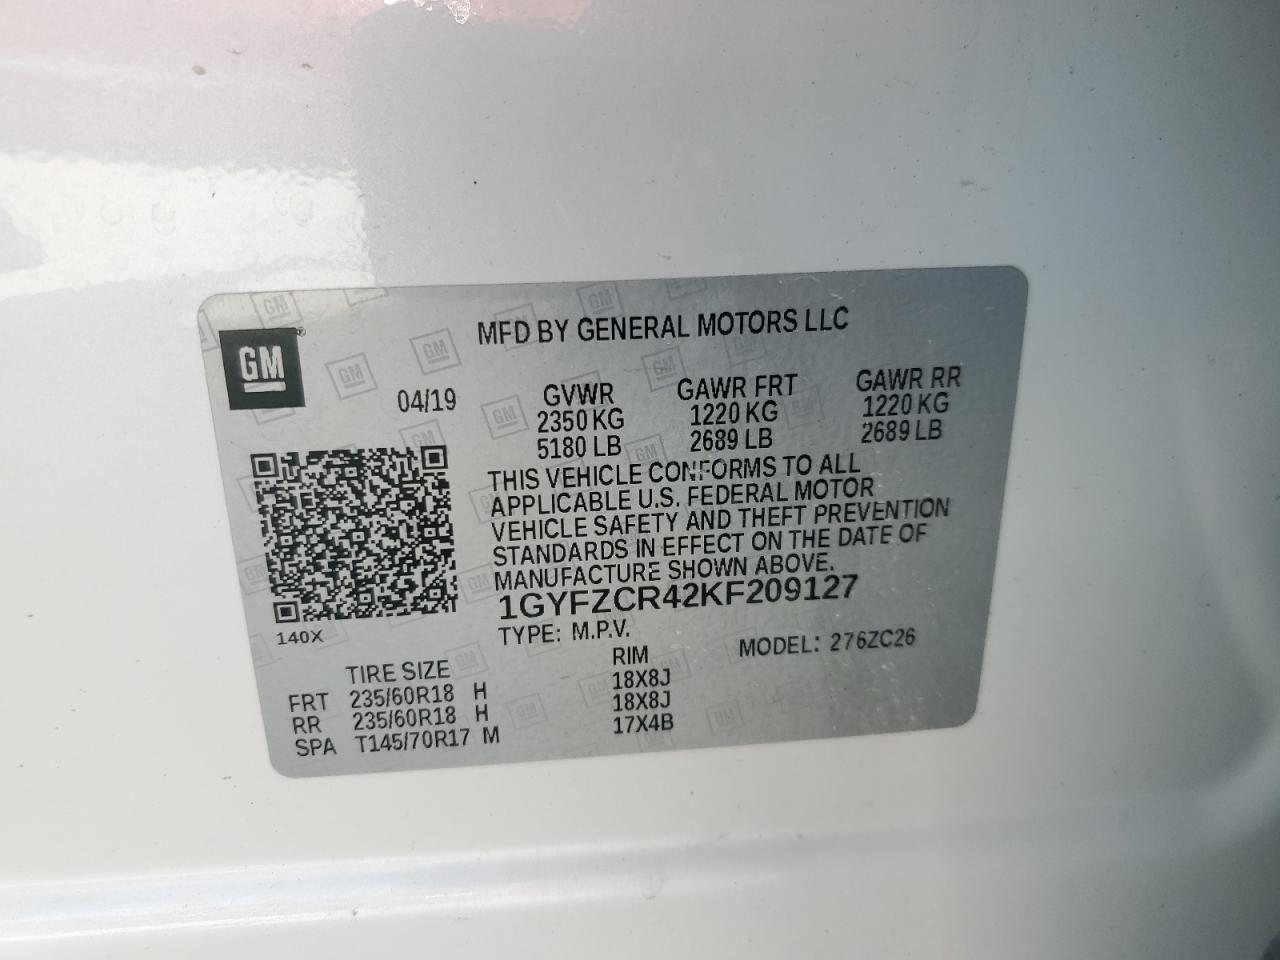 MFD BY GENERAL MOTORS LLC
GM
04/19
GVWR GAWR FRT GAWR RR
2350 KG 1220 KG 1220 KG
5180 LB 2689 LB 2689 LB
THIS VEHICLE CONFORMS TO ALL
APPLICABLE U.S. FEDERAL MOTOR
VEHICLE SAFETY AND THEFT PREVENTION
STANDARDS IN EFFECT ON THE DATE OF
MANUFACTURE SHOWN ABOVE.
1GYFZCR42KF209127
140X
TYPE: M.P.V. MODEL: 276ZC26
TIRE SIZE RIM
FRT 235/60R18 H 18X8J
RR 235/60R18 H 18X8J
SPA T145/70R17 M 17X4B